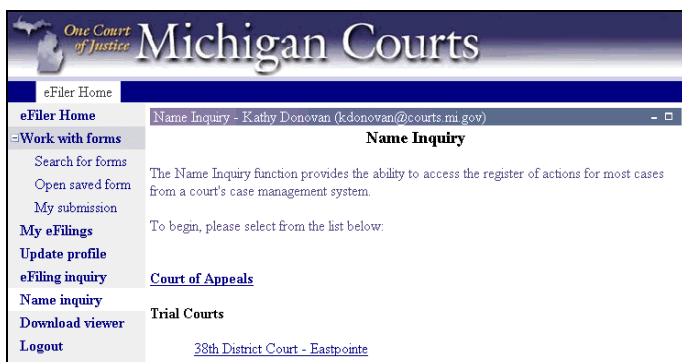 One Court
of Justice
Michigan Courts
eFiler Home
eFiler Home
Work with forms
Search for forms
Open saved form
My submission
My eFilings
Update profile
eFiling inquiry
Name inquiry
Download viewer
Logout
Name Inquiry - Kathy Donovan (kdonovan@courts.mi.gov)
Name Inquiry
The Name Inquiry function provides the ability to access the register of actions for most cases
from a court's case management system.
To begin, please select from the list below:
Court of Appeals
Trial Courts
38th District Court - Eastpointe